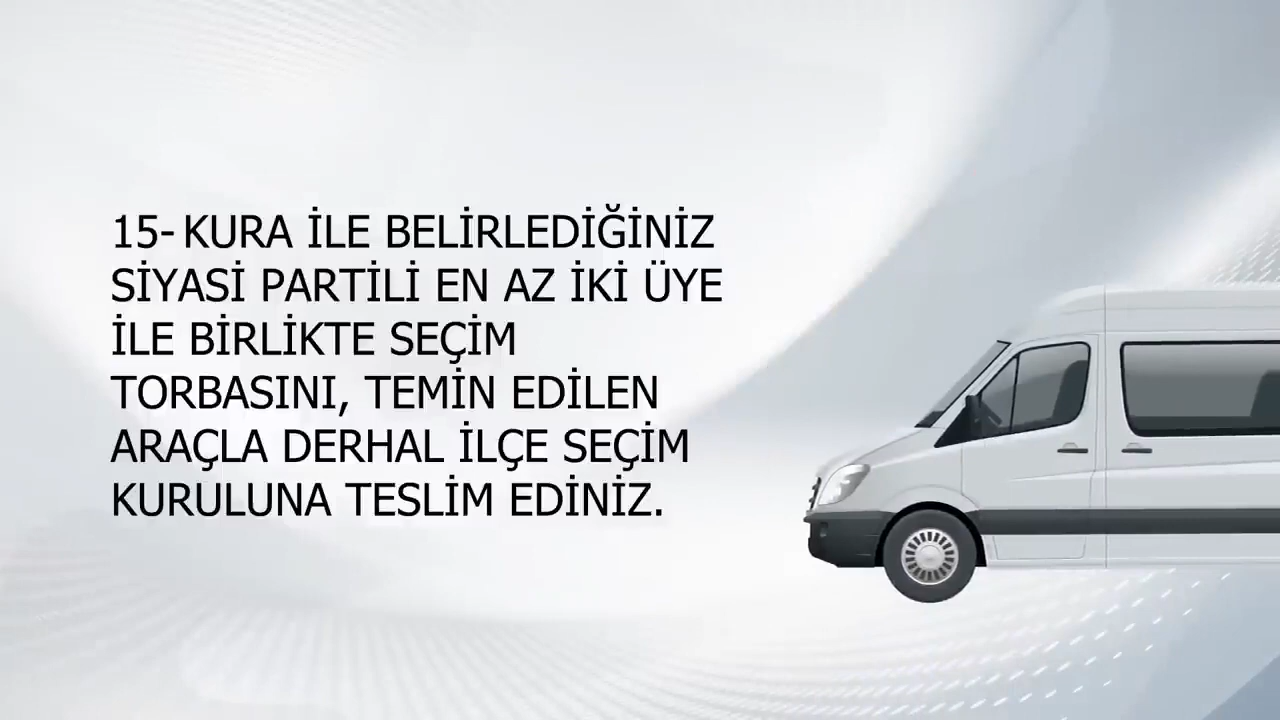 15- KURA İLE BELİRLEDİĞİNİZ
SİYASİ PARTİLİ EN AZ İKİ ÜYE
İLE BİRLİKTE SEÇİM
TORBASINI, TEMİN EDİLEN
ARAÇLA DERHAL İLÇE SEÇİM
KURULUNA TESLİM EDİNİZ.